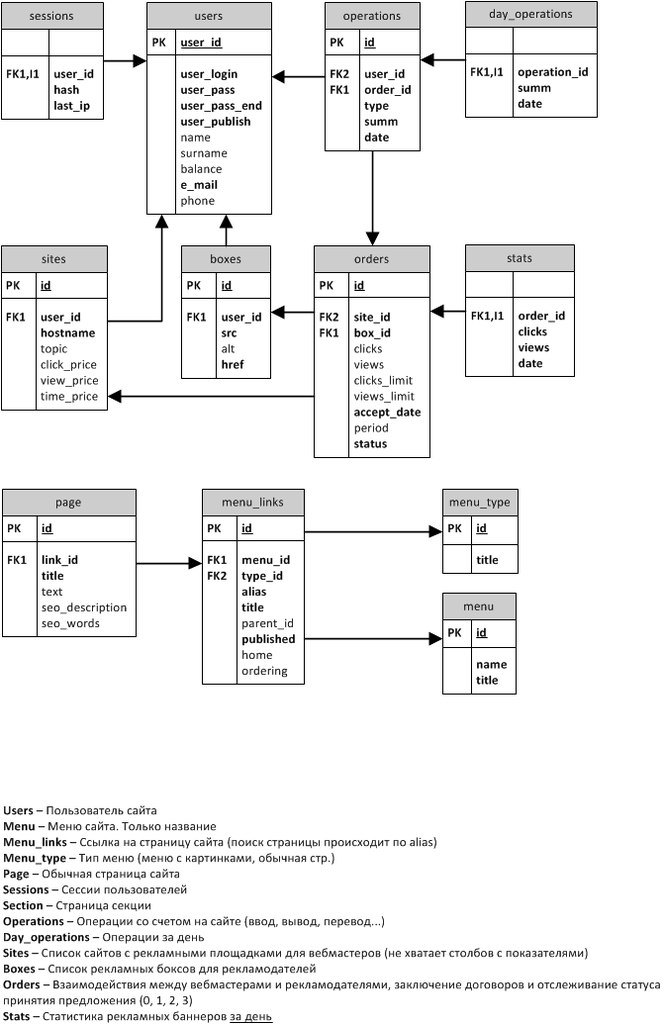 sessions
FK1,I1 user_id
hash
last_ip
users
PK user_id
user_login
user_pass
user_pass_end
user_publish
name
surname
balance
e_mail
phone
operations
PK id
FK2 user_id
FK1 order_id
type
summ
date
day_operations
FK1,I1 operation_id
summ
date
sites
PK id
FK1 user_id
hostname
topic
click_price
view_price
time_price
boxes
PK id
FK1 user_id
src
alt
href
orders
PK id
FK2 site_id
FK1 box_id
clicks
views
clicks_limit
views_limit
accept_date
period
status
stats
FK1,I1 order_id
clicks
views
date
page
PK id
FK1 link_id
title
text
seo_description
seo_words
menu_links
PK id
FK1 menu_id
FK2 type_id
alias
title
parent_id
published
home
ordering
menu_type
PK id
title
menu
PK id
name
title
Users – Пользователь сайта
Menu – Меню сайта. Только название
Menu_links – Ссылка на страницу сайта (поиск страницы происходит по alias)
Menu_type – Тип меню (меню с картинками, обычная стр.)
Page – Обычная страница сайта
Sessions – Сессии пользователей
Section – Страница секции
Operations – Операции со счетом на сайте (ввод, вывод, перевод...)
Day_operations – Операции за день
Sites – Список сайтов с рекламными площадками для вебмастеров (не хватает столбов с показателями)
Boxes – Список рекламных боксов для рекламодателей
Orders – Взаимодействия между вебмастерами и рекламодателями, заключение договоров и отслеживание статуса
принятия предложения (0, 1, 2, 3)
Stats – Статистика рекламных баннеров за день